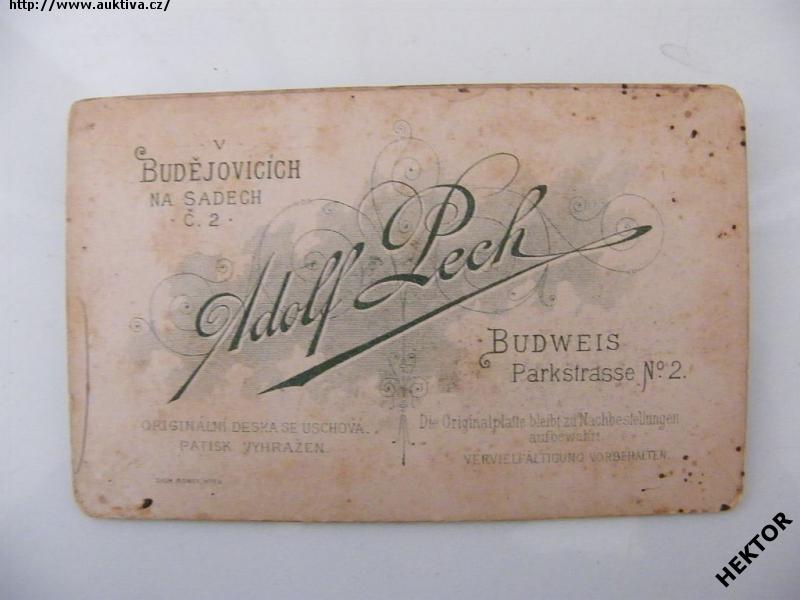 http://www.auktiva.cz/
V
BUDĚJOVICÍCH
NA SADECH
Č. 2.
Adolf Pech
BUDWEIS
Parkstrasse No. 2.
ORIGINÁLNÍ DESKA SE USCHOVÁ.
PATISK VYHRAŽEN.
Die Originalplatte bleibt zu Nachbestellungen
aufbewahrt.
VERVIELFÄLTIGUNG VORBEHALTEN.
HEKTOR